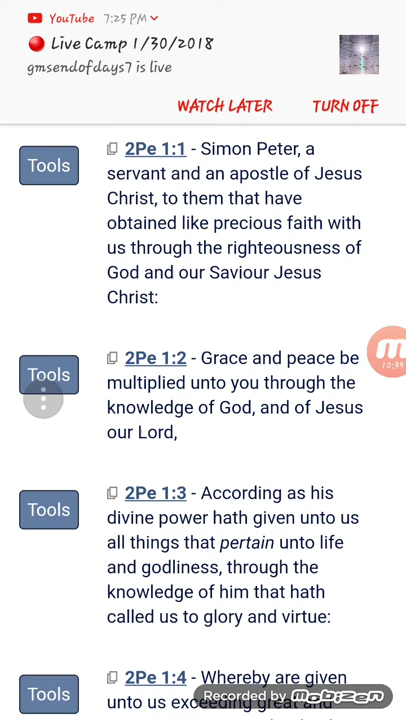 YouTube 7:25 PM
Live Camp 1/30/2018
gmsendofdays7 is live
WATCH LATER TURN OFF
Tools
2Pe 1:1 - Simon Peter, a
servant and an apostle of Jesus
Christ, to them that have
obtained like precious faith with
us through the righteousness of
God and our Saviour Jesus
Christ:
Tools
2Pe 1:2 - Grace and peace be
multiplied unto you through the
knowledge of God, and of Jesus
our Lord,
10:39
Tools
2Pe 1:3 - According as his
divine power hath given unto us
all things that pertain unto life
and godliness, through the
knowledge of him that hath
called us to glory and virtue:
Tools
2Pe 1:4 - Whereby are given
unto us exceeding great and
Recorded by mobizen